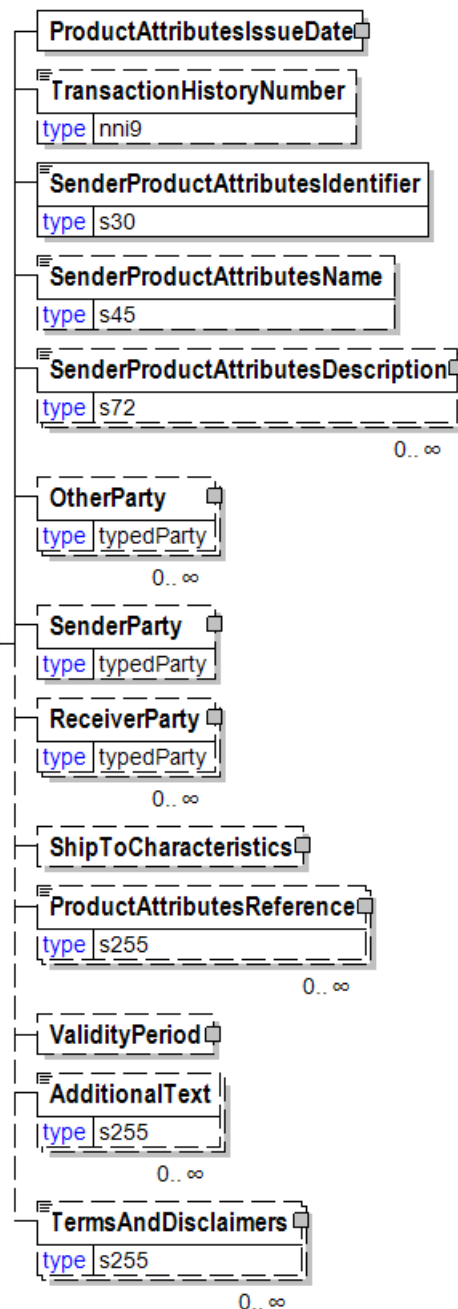 ProductAttributesIssueDate
TransactionHistoryNumber
type nni9
SenderProductAttributesIdentifier
type s30
SenderProductAttributesName
type s45
SenderProductAttributesDescription
type s72
0.. ∞
OtherParty
type typedParty
0.. ∞
SenderParty
type typedParty
ReceiverParty
type typedParty
0.. ∞
ShipToCharacteristics
ProductAttributesReference
type s255
0.. ∞
ValidityPeriod
AdditionalText
type s255
0.. ∞
TermsAndDisclaimers
type s255
0.. ∞